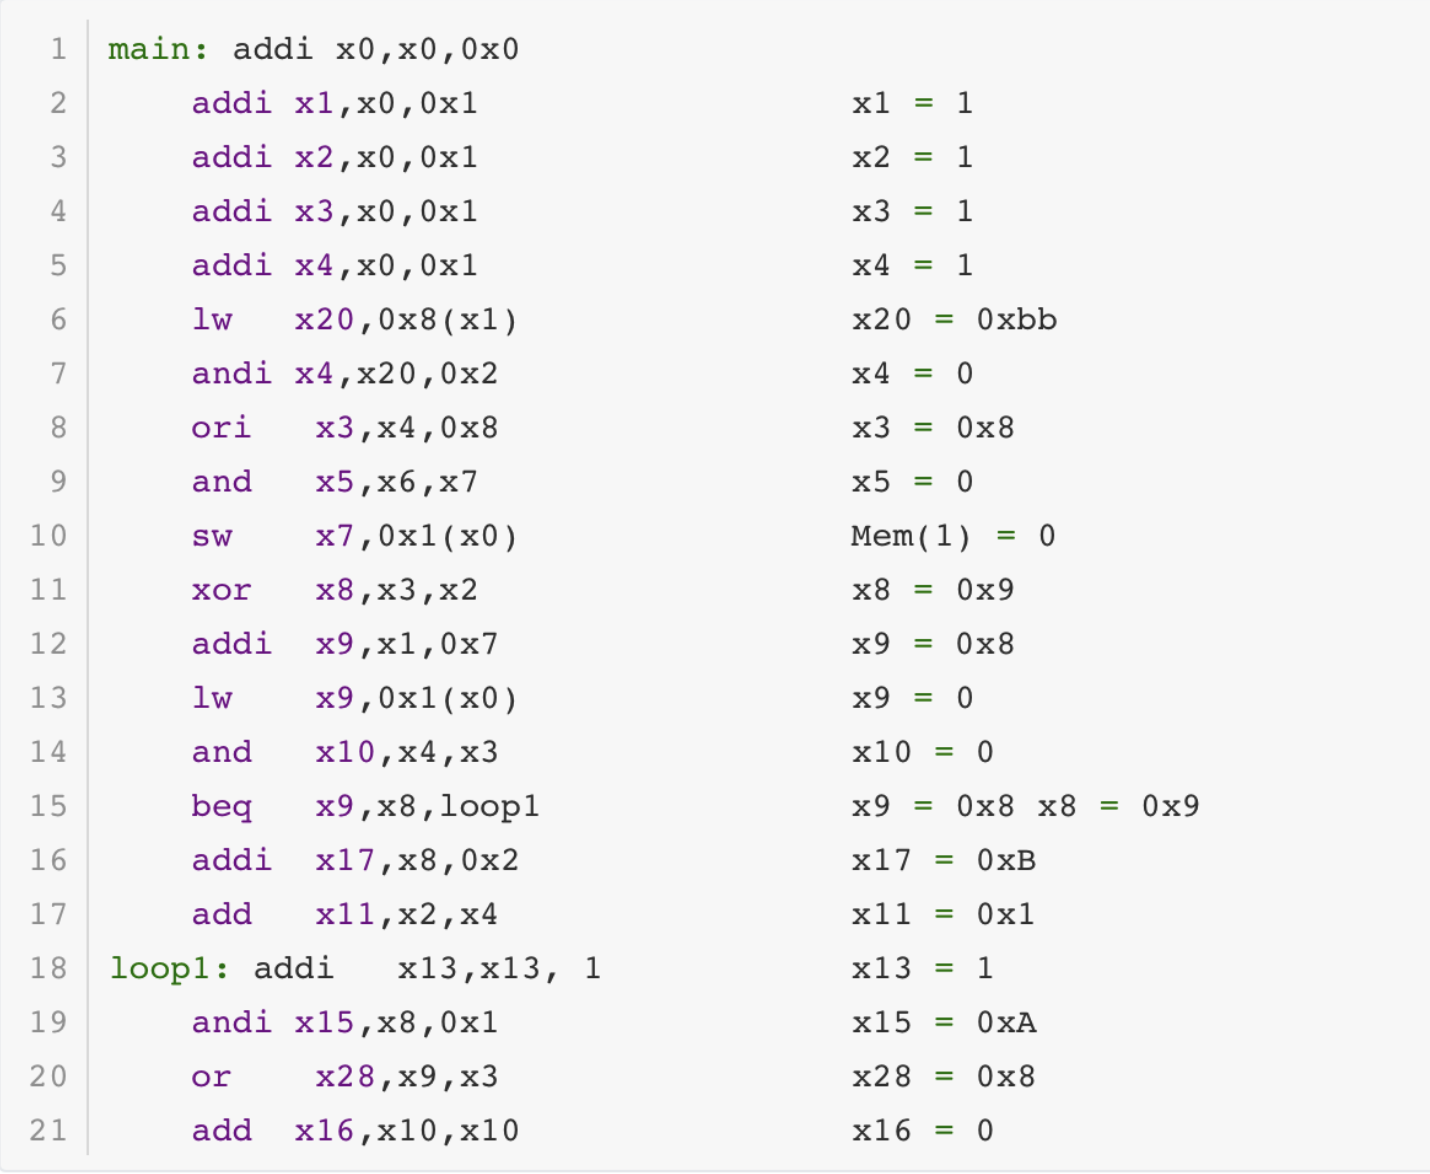 1 main: addi x0,x0,0x0
2 addi x1,x0,0x1 x1 = 1
3 addi x2,x0,0x1 x2 = 1
4 addi x3,x0,0x1 x3 = 1
5 addi x4,x0,0x1 x4 = 1
6 lw x20,0x8(x1) x20 = 0xbb
7 andi x4,x20,0x2 x4 = 0
8 ori x3,x4,0x8 x3 = 0x8
9 and x5,x6,x7 x5 = 0
10 sw x7,0x1(x0) Mem(1) = 0
11 xor x8,x3,x2 x8 = 0x9
12 addi x9,x1,0x7 x9 = 0x8
13 lw x9,0x1(x0) x9 = 0
14 and x10,x4,x3 x10 = 0
15 beq x9,x8,loop1 x9 = 0x8 x8 = 0x9
16 addi x17,x8,0x2 x17 = 0xB
17 add x11,x2,x4 x11 = 0x1
18 loop1: addi x13,x13, 1 x13 = 1
19 andi x15,x8,0x1 x15 = 0xA
20 or x28,x9,x3 x28 = 0x8
21 add x16,x10,x10 x16 = 0